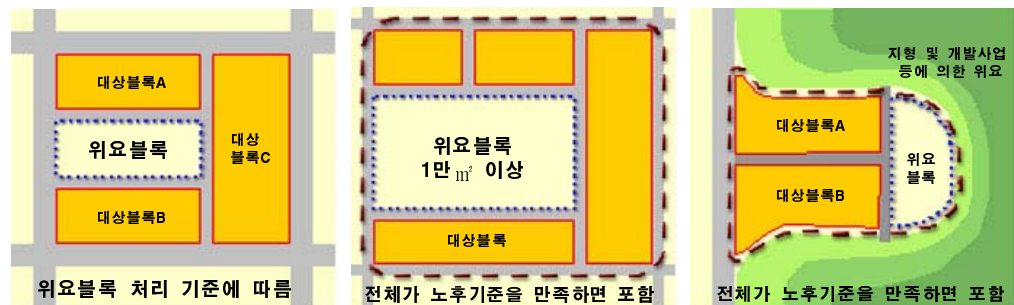 대상블록A
위요블록
대상블록B
대상
블록C
위요블록 처리 기준에 따름
위요블록
1만㎡ 이상
대상블록
전체가 노후기준을 만족하면 포함
지형 및 개발사업
등에 의한 위요
대상블록A
대상블록B
위요
블록
전체가 노후기준을 만족하면 포함